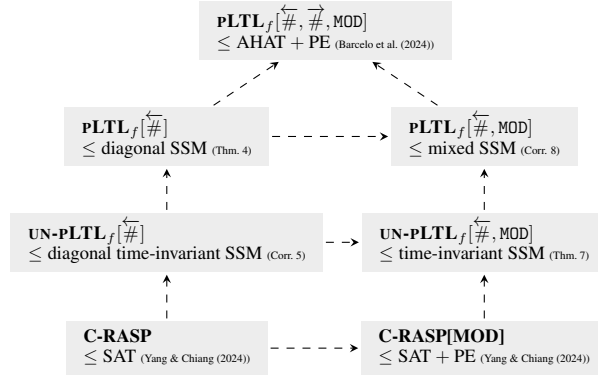 pLTL_f[#⃖, #⃗, MOD]
≤ AHAT + PE (Barcelo et al. (2024))
pLTL_f[#⃖]
≤ diagonal SSM (Thm. 4)
pLTL_f[#⃖, MOD]
≤ mixed SSM (Corr. 8)
UN-pLTL_f[#⃖]
≤ diagonal time-invariant SSM (Corr. 5)
UN-pLTL_f[#⃖, MOD]
≤ time-invariant SSM (Thm. 7)
C-RASP
≤ SAT (Yang & Chiang (2024))
C-RASP[MOD]
≤ SAT + PE (Yang & Chiang (2024))